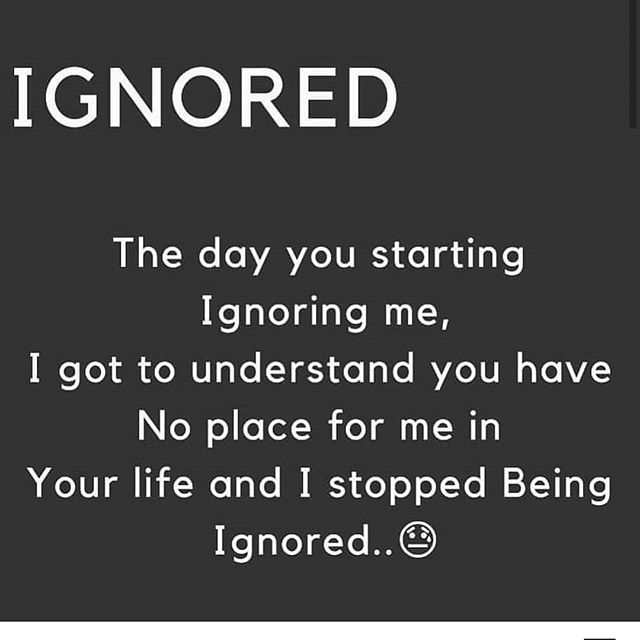 IGNORED
The day you starting
Ignoring me,
I got to understand you have
No place for me in
Your life and I stopped Being
Ignored..😓